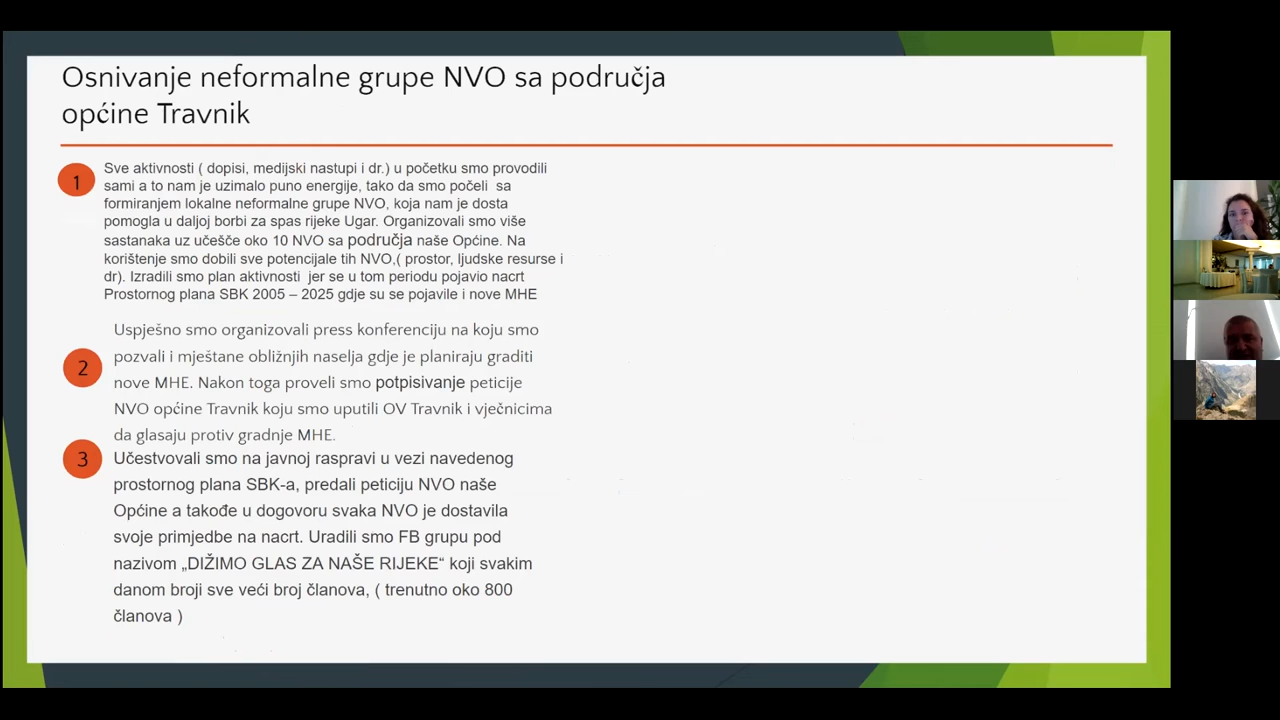 Osnivanje neformalne grupe NVO sa područja
općine Travnik
1
Sve aktivnosti ( dopisi, medijski nastupi i dr.) u početku smo provodili
sami a to nam je uzimalo puno energije, tako da smo počeli sa
formiranjem lokalne neformalne grupe NVO, koja nam je dosta
pomogla u daljoj borbi za spas rijeke Ugar. Organizovali smo više
sastanaka uz učešče oko 10 NVO sa područja naše Općine. Na
korištenje smo dobili sve potencijale tih NVO,( prostor, ljudske resurse i
dr). Izradili smo plan aktivnosti jer se u tom periodu pojavio nacrt
Prostornog plana SBK 2005 – 2025 gdje su se pojavile i nove MHE
2
Uspješno smo organizovali press konferenciju na koju smo
pozvali i mještane obližnjih naselja gdje je planiraju graditi
nove MHE. Nakon toga proveli smo potpisivanje peticije
NVO općine Travnik koju smo uputili OV Travnik i vječnicima
da glasaju protiv gradnje MHE.
3
Učestvovali smo na javnoj raspravi u vezi navedenog
prostornog plana SBK-a, predali peticiju NVO naše
Općine a takođe u dogovoru svaka NVO je dostavila
svoje primjedbe na nacrt. Uradili smo FB grupu pod
nazivom „DIŽIMO GLAS ZA NAŠE RIJEKE“ koji svakim
danom broji sve veći broj članova, ( trenutno oko 800
članova )